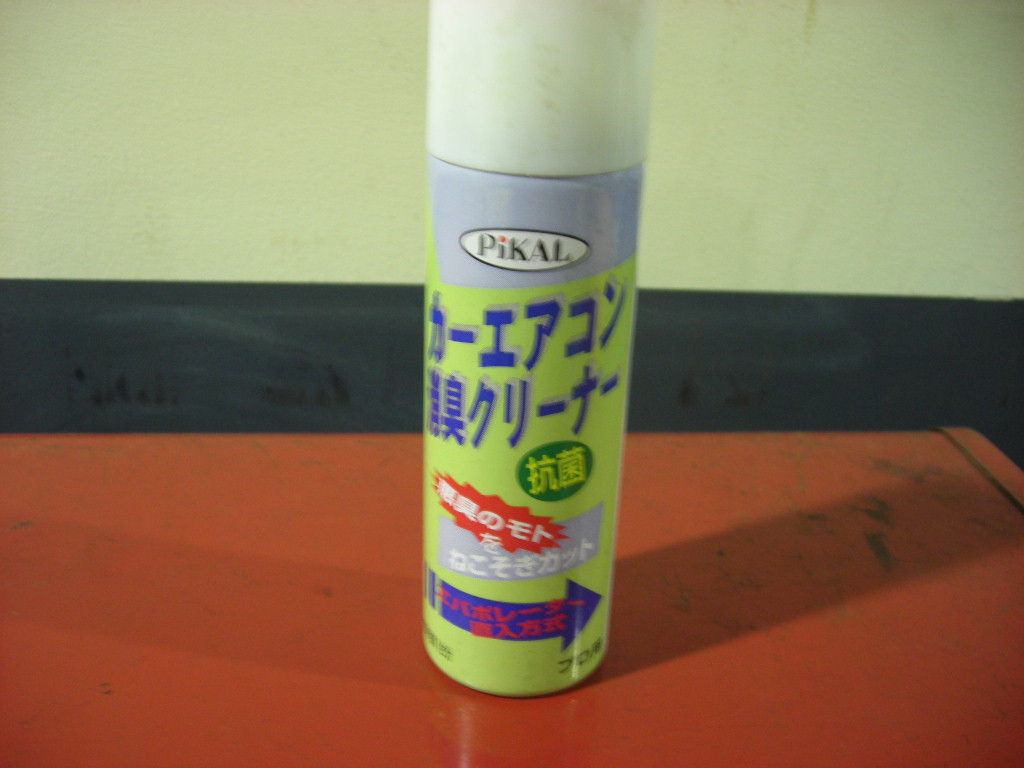 PiKAL
カーエアコン
消臭クリーナー
抗菌
悪臭のモト
を
ねこそぎカット
エバポレーター
直入方式
プロ用